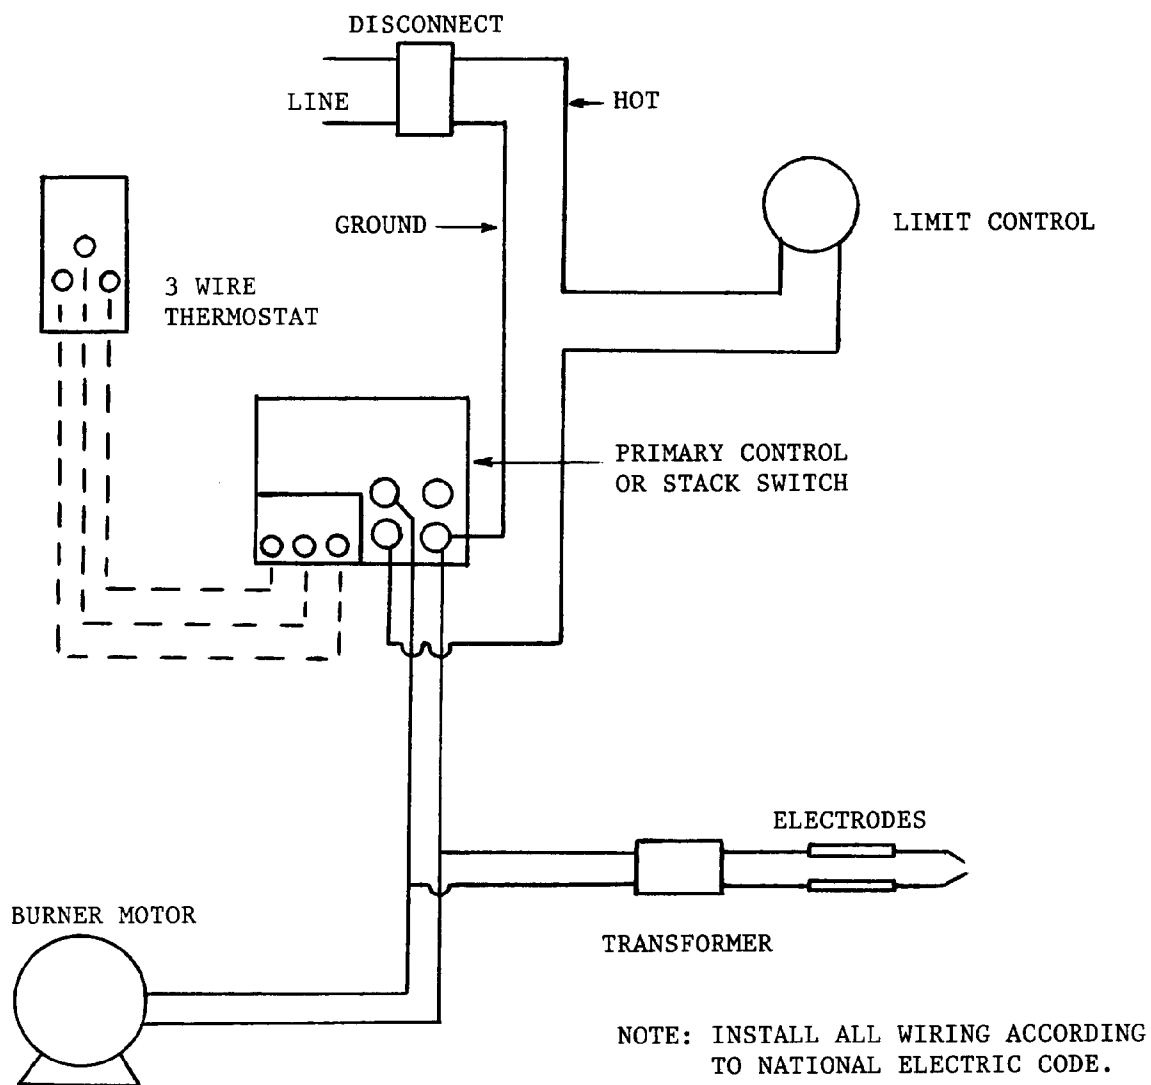 DISCONNECT
LINE
HOT
GROUND
LIMIT CONTROL
3 WIRE
THERMOSTAT
PRIMARY CONTROL
OR STACK SWITCH
ELECTRODES
BURNER MOTOR
TRANSFORMER
NOTE: INSTALL ALL WIRING ACCORDING
TO NATIONAL ELECTRIC CODE.